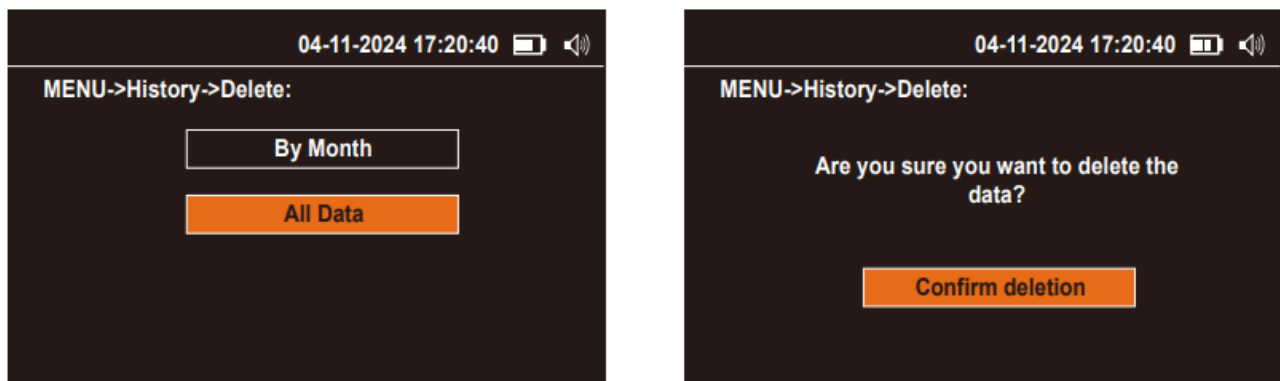 04-11-2024 17:20:40
MENU->History->Delete:
By Month
All Data
04-11-2024 17:20:40
MENU->History->Delete:
Are you sure you want to delete the
data?
Confirm deletion